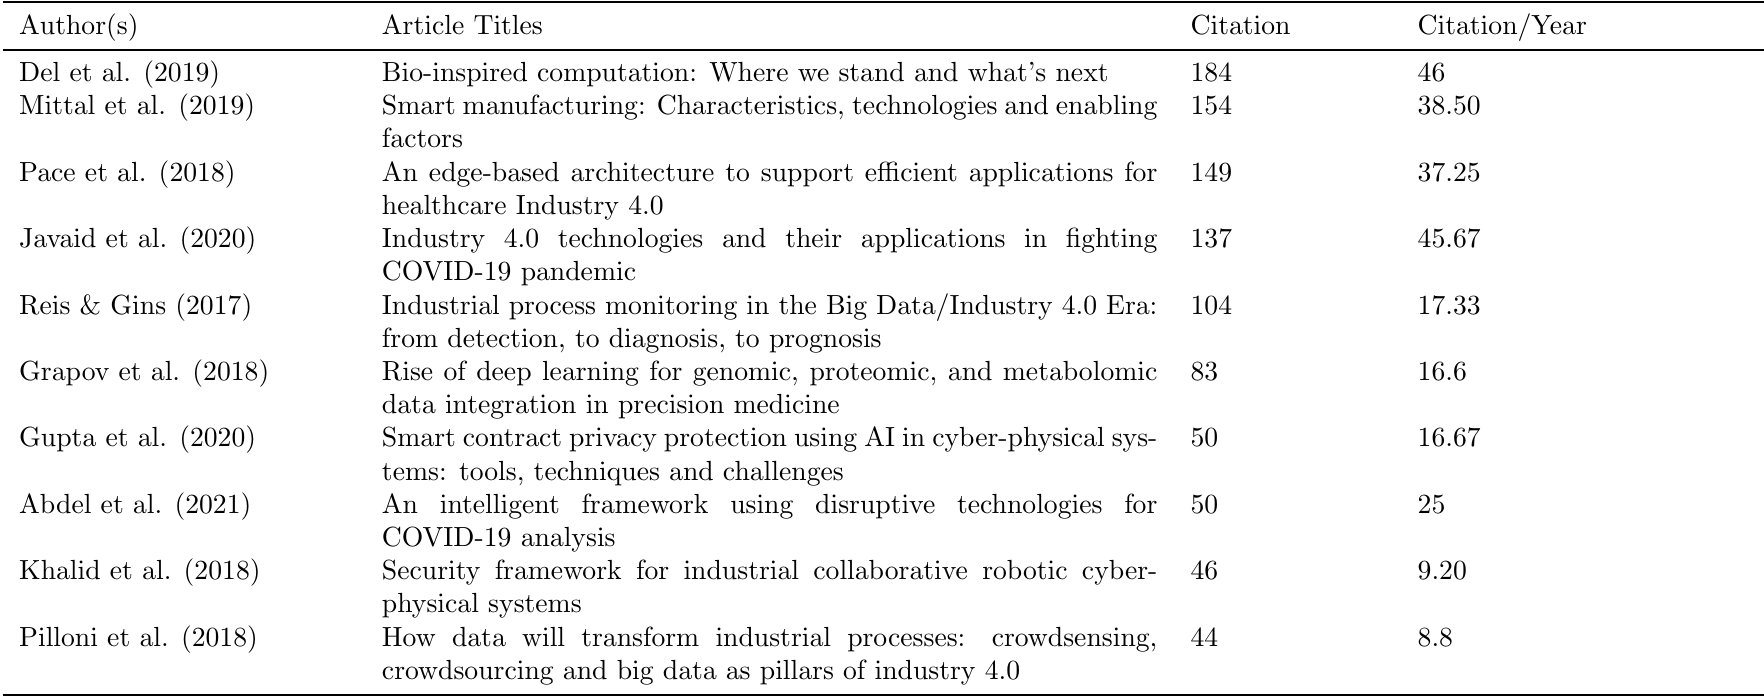 Author(s) Article Titles Citation Citation/Year
Del et al. (2019) Bio-inspired computation: Where we stand and what's next 184 46
Mittal et al. (2019) Smart manufacturing: Characteristics, technologies and enabling 154 38.50
factors
Pace et al. (2018) An edge-based architecture to support efficient applications for 149 37.25
healthcare Industry 4.0
Javaid et al. (2020) Industry 4.0 technologies and their applications in fighting 137 45.67
COVID-19 pandemic
Reis & Gins (2017) Industrial process monitoring in the Big Data/Industry 4.0 Era: 104 17.33
from detection, to diagnosis, to prognosis
Grapov et al. (2018) Rise of deep learning for genomic, proteomic, and metabolomic 83 16.6
data integration in precision medicine
Gupta et al. (2020) Smart contract privacy protection using AI in cyber-physical sys- 50 16.67
tems: tools, techniques and challenges
Abdel et al. (2021) An intelligent framework using disruptive technologies for 50 25
COVID-19 analysis
Khalid et al. (2018) Security framework for industrial collaborative robotic cyber- 46 9.20
physical systems
Pilloni et al. (2018) How data will transform industrial processes: crowdsensing, 44 8.8
crowdsourcing and big data as pillars of industry 4.0